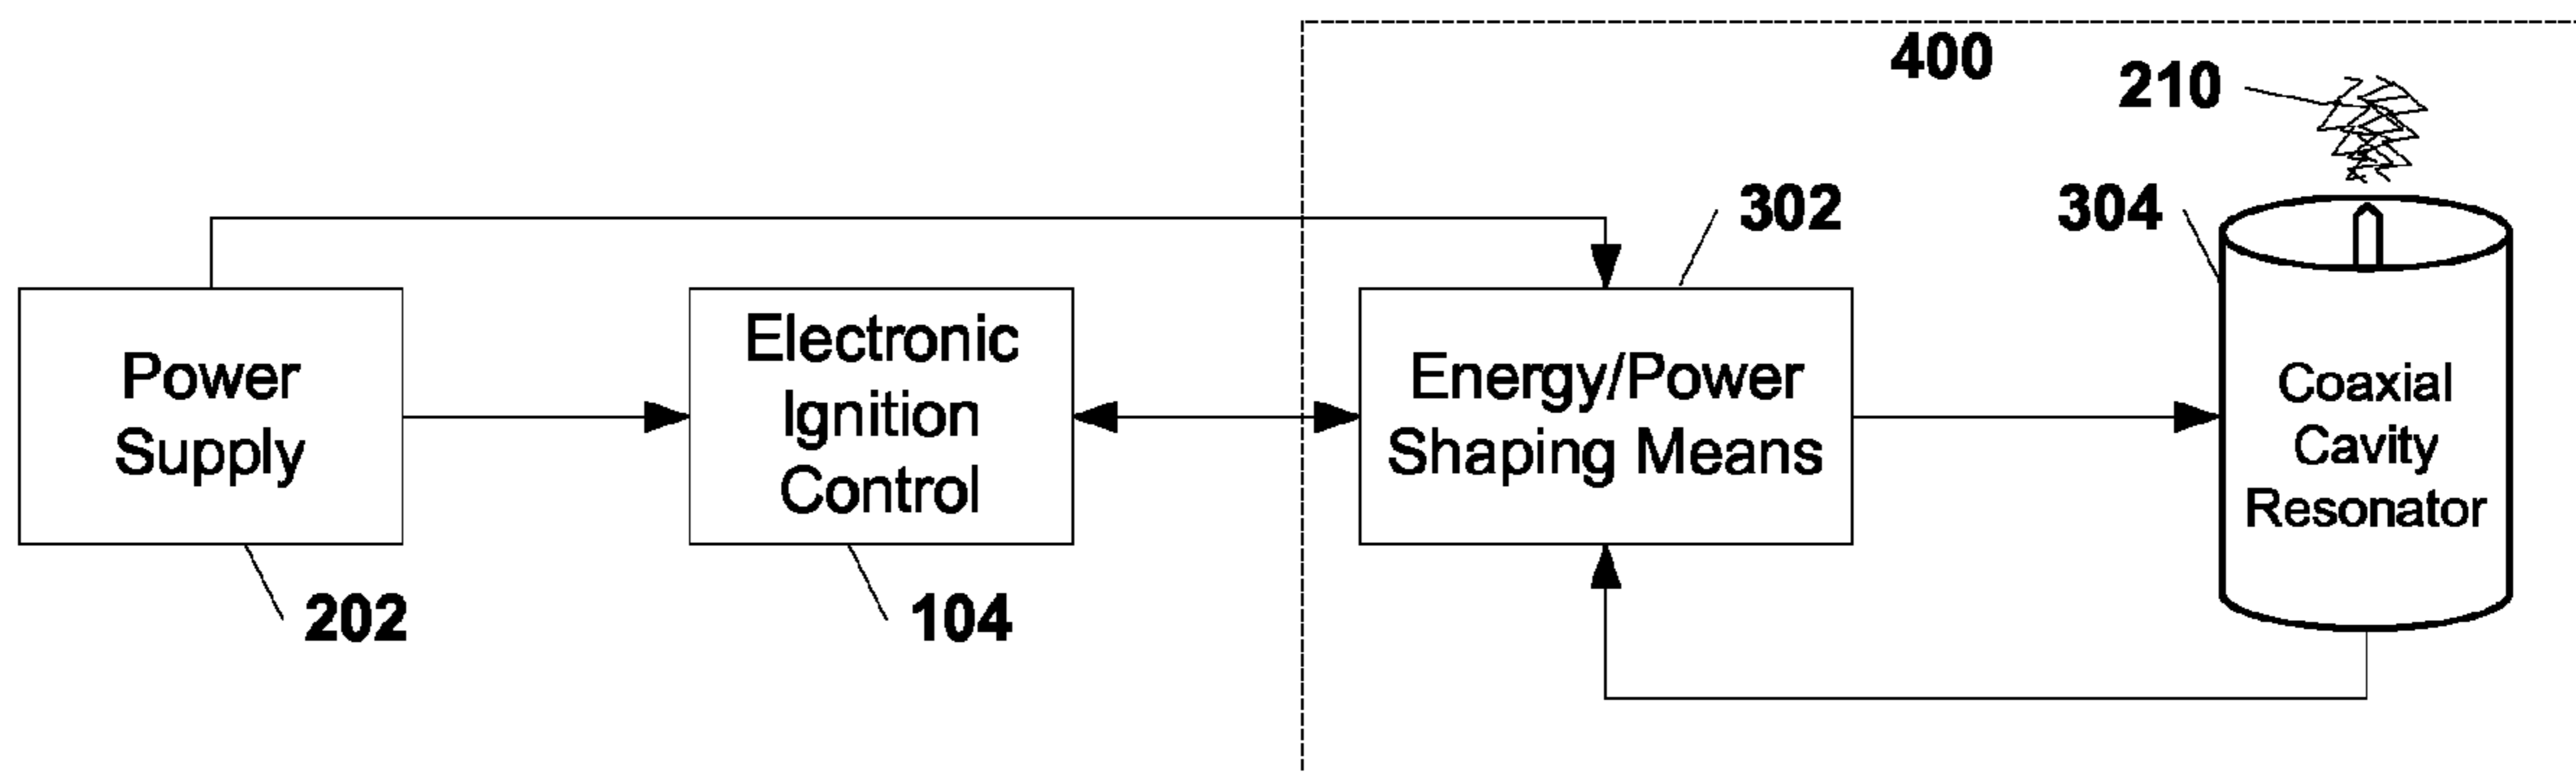 400
210
302
304
Power
Supply
Electronic
Ignition
Control
Energy/Power
Shaping Means
Coaxial
Cavity
Resonator
202
104